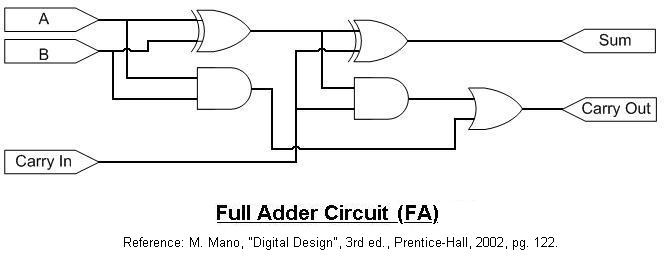 A
B
Sum
Carry Out
Carry In
Full Adder Circuit (FA)
Reference: M. Mano, "Digital Design", 3rd ed., Prentice-Hall, 2002, pg. 122.